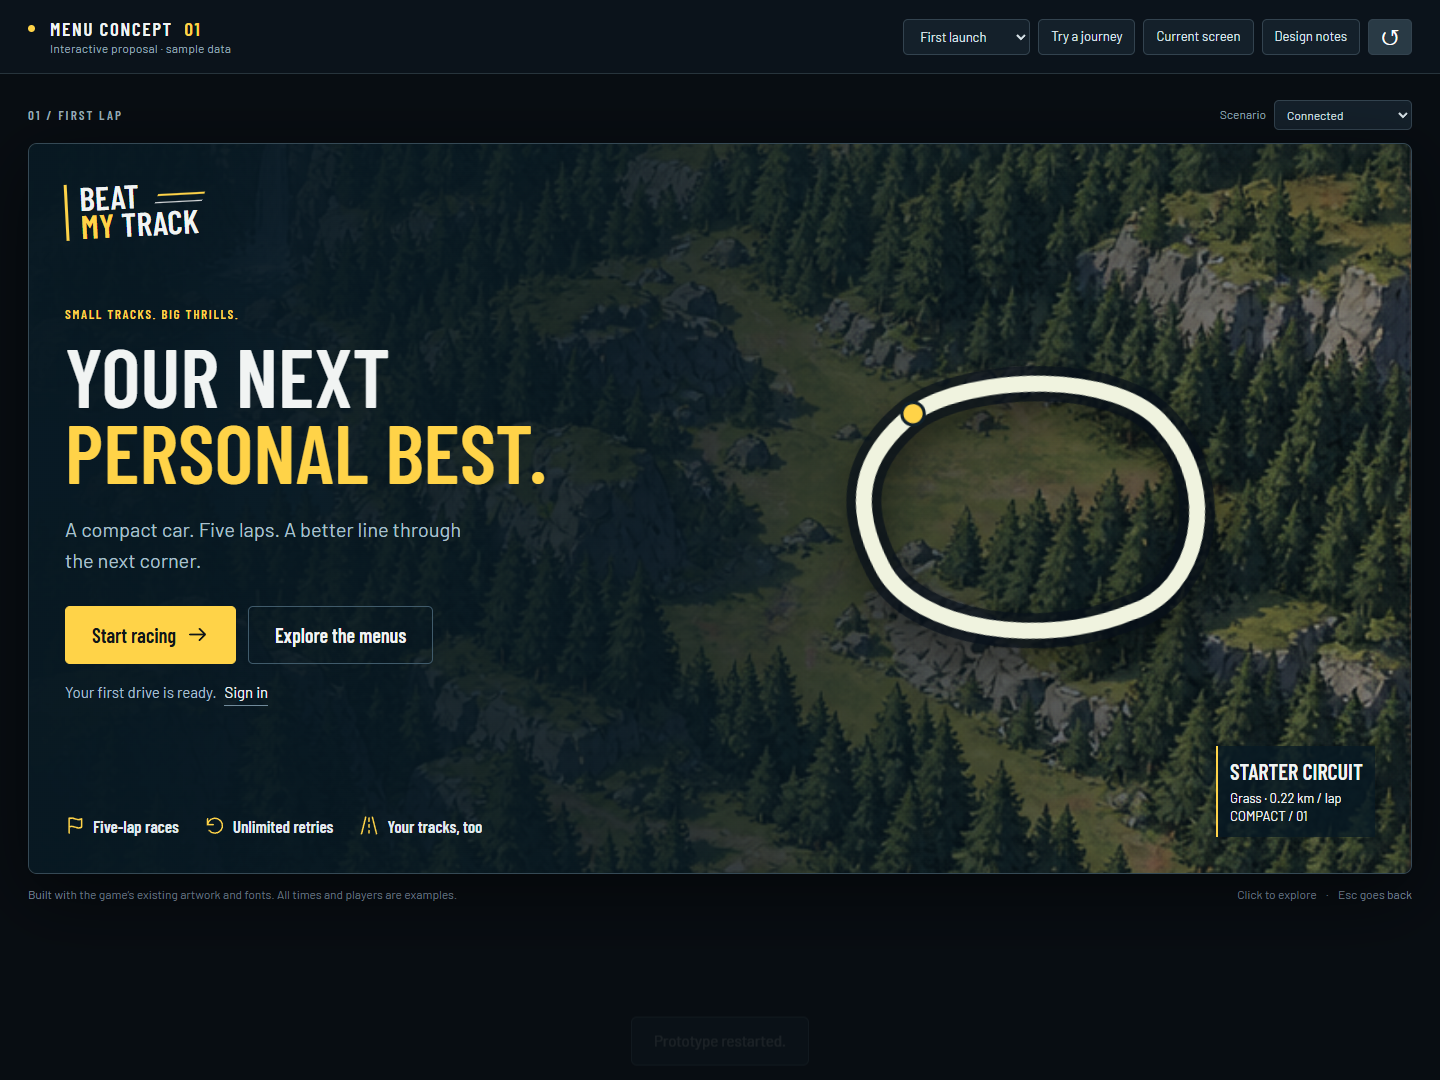 MENU CONCEPT 01
Interactive proposal · sample data
First launch
Try a journey
Current screen
Design notes
01 / FIRST LAP
Scenario
Connected
BEAT
MY TRACK
SMALL TRACKS. BIG THRILLS.
YOUR NEXT
PERSONAL BEST.
A compact car. Five laps. A better line through
the next corner.
Start racing
Explore the menus
Your first drive is ready. Sign in
Five-lap races
Unlimited retries
Your tracks, too
STARTER CIRCUIT
Grass · 0.22 km / lap
COMPACT / 01
Built with the game's existing artwork and fonts. All times and players are examples.
Click to explore · Esc goes back
Prototype restarted.